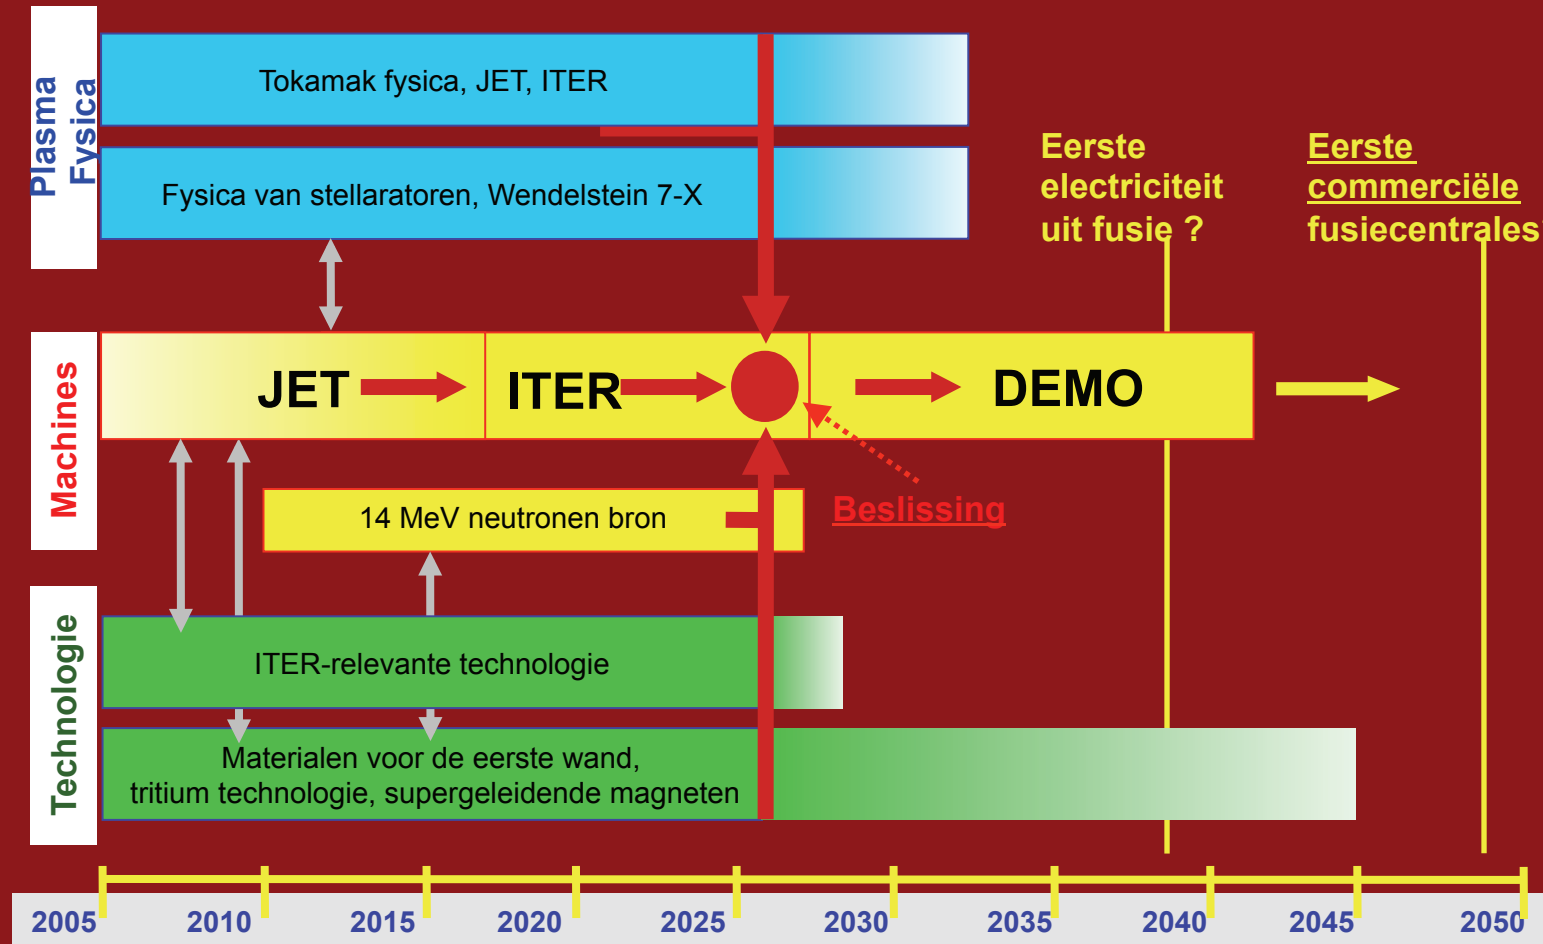 Plasma
Fysica
Tokamak fysica, JET, ITER
Fysica van stellaratoren, Wendelstein 7-X
Eerste
electriciteit
uit fusie ?
Eerste
commerciële
fusiecentrales?
Machines
JET
ITER
DEMO
14 MeV neutronen bron
Beslissing
Technologie
ITER-relevante technologie
Materialen voor de eerste wand,
tritium technologie, supergeleidende magneten
2005 2010 2015 2020 2025 2030 2035 2040 2045 2050